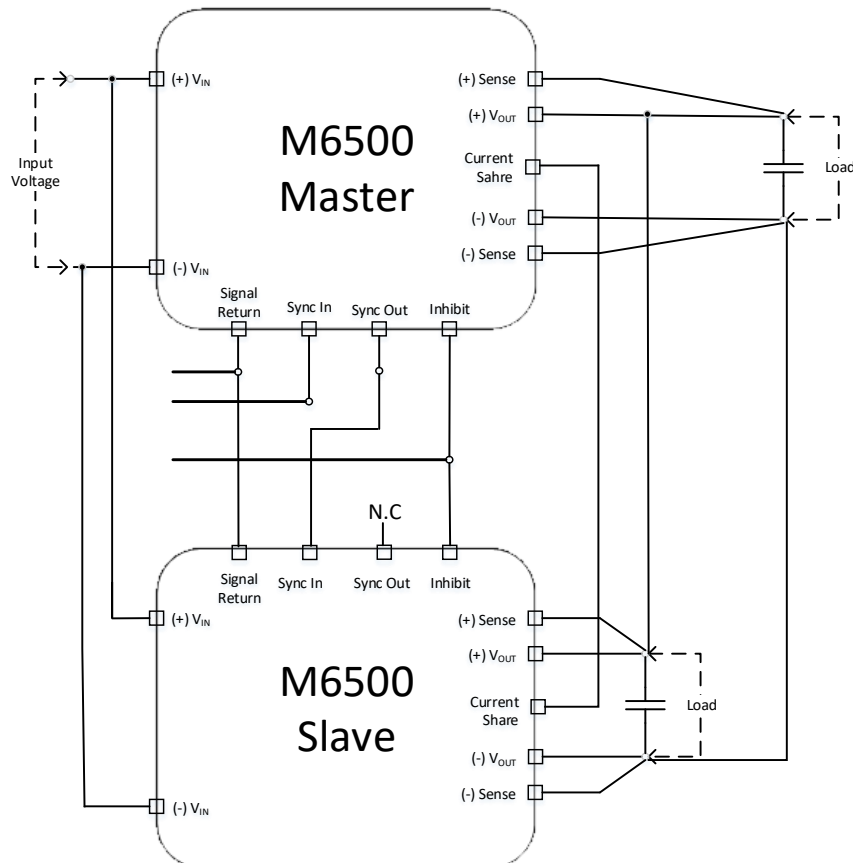 M6500
Master
(+) VIN
(-) VIN
(+) Sense
(+) VOUT
Current
Sahre
(-) VOUT
(-) Sense
Input
Voltage
Load
Signal
Return
Sync In
Sync Out
Inhibit
N.C
Signal
Return
Sync In
Sync Out
Inhibit
M6500
Slave
(+) VIN
(-) VIN
(+) Sense
(+) VOUT
Current
Share
(-) VOUT
(-) Sense
Load